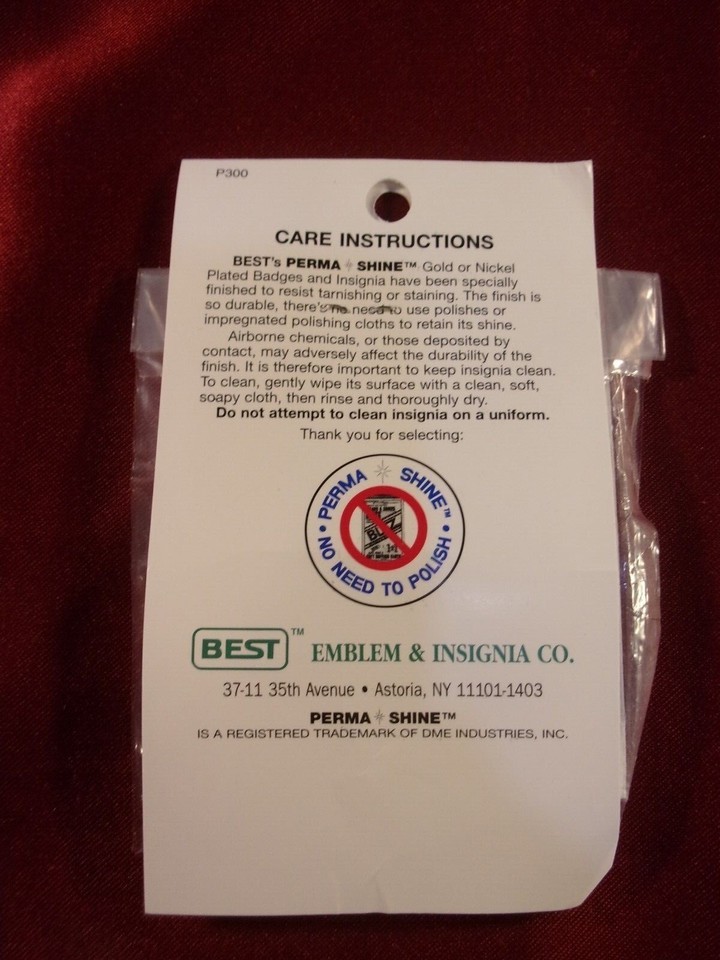 P300
CARE INSTRUCTIONS
BEST's PERMA SHINE™ Gold or Nickel
Plated Badges and Insignia have been specially
finished to resist tarnishing or staining. The finish is
so durable, there's no need to use polishes or
impregnated polishing cloths to retain its shine.
Airborne chemicals, or those deposited by
contact, may adversely affect the durability of the
finish. It is therefore important to keep insignia clean.
To clean, gently wipe its surface with a clean, soft,
soapy cloth, then rinse and thoroughly dry.
Do not attempt to clean insignia on a uniform.
Thank you for selecting:
PERMA SHINE™
• NO NEED TO POLISH •
BEST™ EMBLEM & INSIGNIA CO.
37-11 35th Avenue • Astoria, NY 11101-1403
PERMA SHINE™
IS A REGISTERED TRADEMARK OF DME INDUSTRIES, INC.